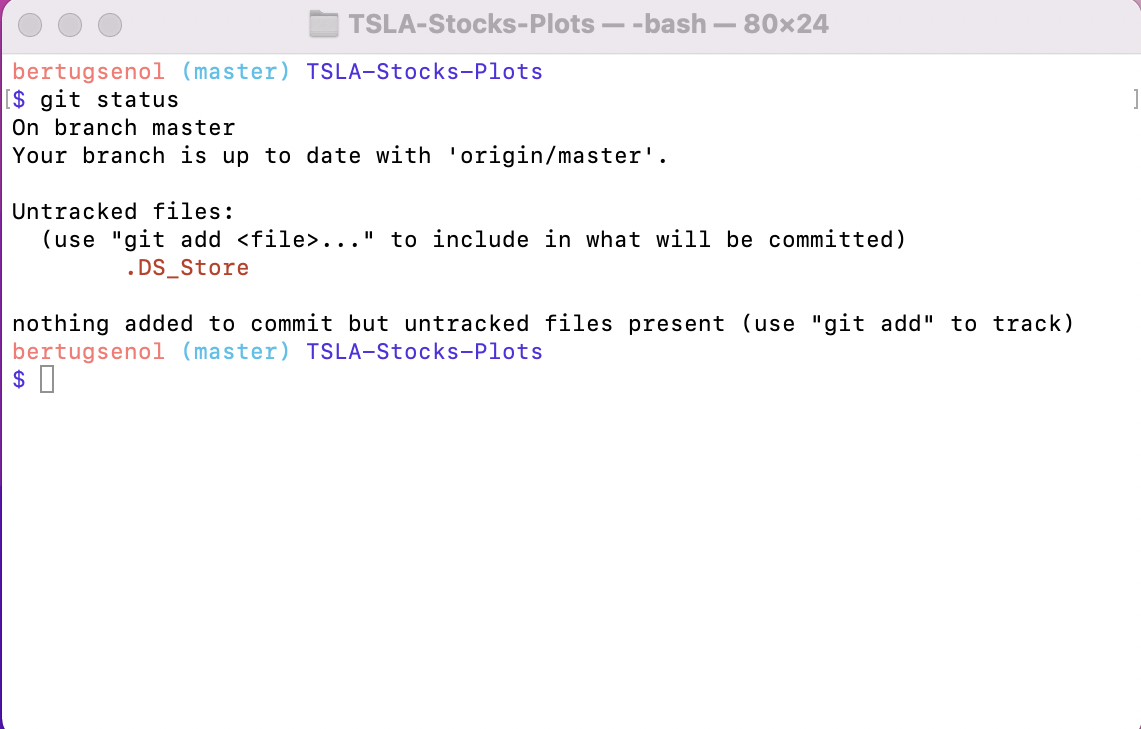 TSLA-Stocks-Plots — -bash — 80×24
bertugsenol (master) TSLA-Stocks-Plots
[$ git status ]
On branch master
Your branch is up to date with 'origin/master'.
Untracked files:
  (use "git add <file>..." to include in what will be committed)
        .DS_Store
nothing added to commit but untracked files present (use "git add" to track)
bertugsenol (master) TSLA-Stocks-Plots
$